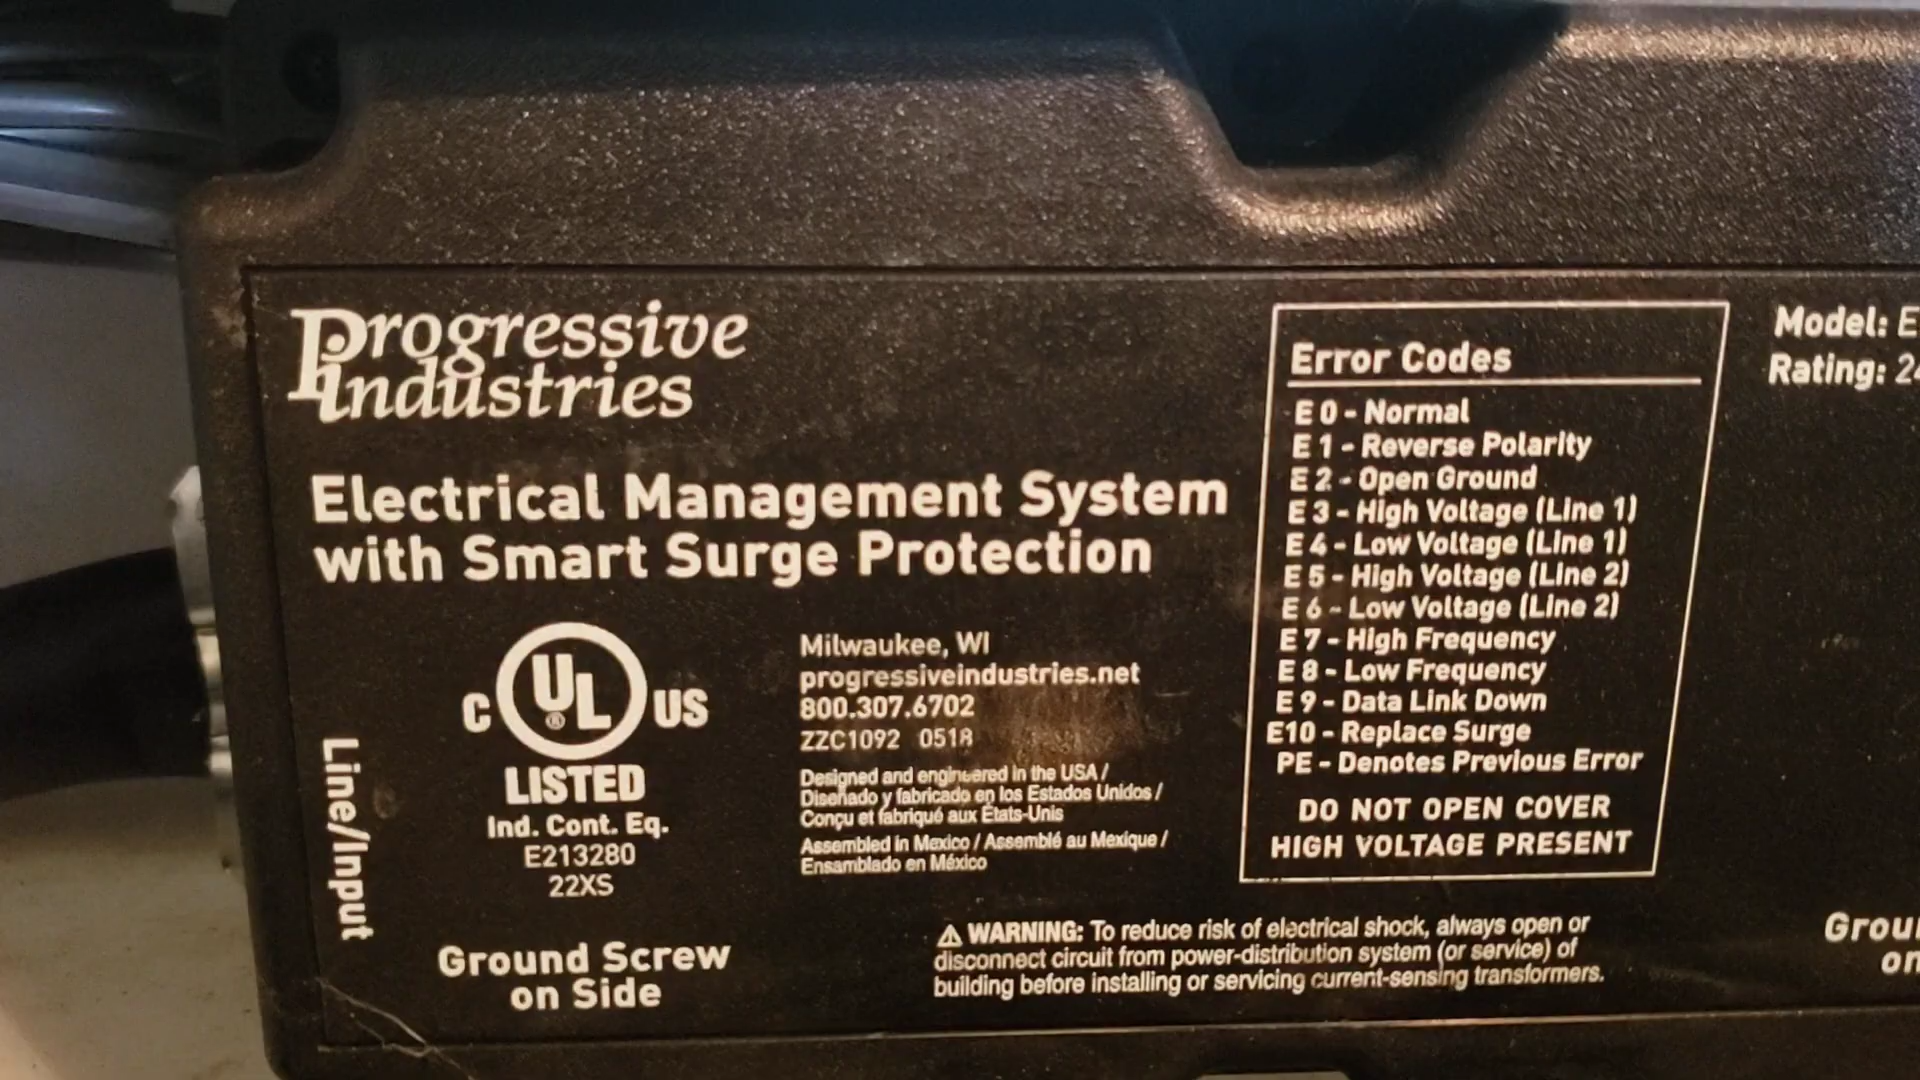 Progressive
Industries
Electrical Management System
with Smart Surge Protection
C UL ® US
LISTED
Ind. Cont. Eq.
E213280
22XS
Line/Input
Ground Screw
on Side
Milwaukee, WI
progressiveindustries.net
800.307.6702
ZZC1092 0518
Designed and engineered in the USA /
Diseñado y fabricado en los Estados Unidos /
Conçu et fabriqué aux États-Unis
Assembled in Mexico / Assemblé au Mexique /
Ensamblado en México
Error Codes
E 0 - Normal
E 1 - Reverse Polarity
E 2 - Open Ground
E 3 - High Voltage (Line 1)
E 4 - Low Voltage (Line 1)
E 5 - High Voltage (Line 2)
E 6 - Low Voltage (Line 2)
E 7 - High Frequency
E 8 - Low Frequency
E 9 - Data Link Down
E10 - Replace Surge
PE - Denotes Previous Error
DO NOT OPEN COVER
HIGH VOLTAGE PRESENT
⚠ WARNING: To reduce risk of electrical shock, always open or
disconnect circuit from power-distribution system (or service) of
building before installing or servicing current-sensing transformers.
Model:
Rating: